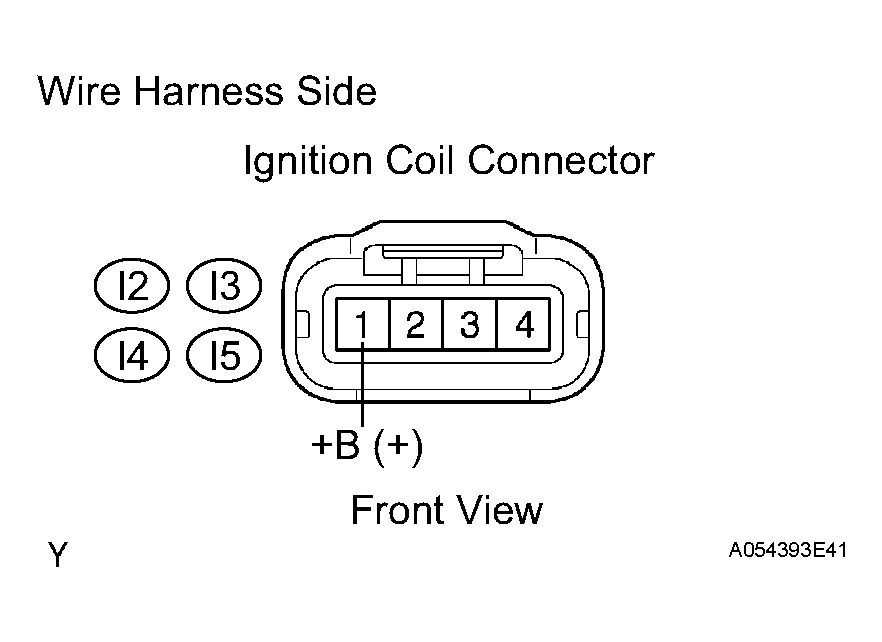 Wire Harness Side
Ignition Coil Connector
I2 I3
I4 I5
1 2 3 4
+B (+)
Front View
Y
A054393E41